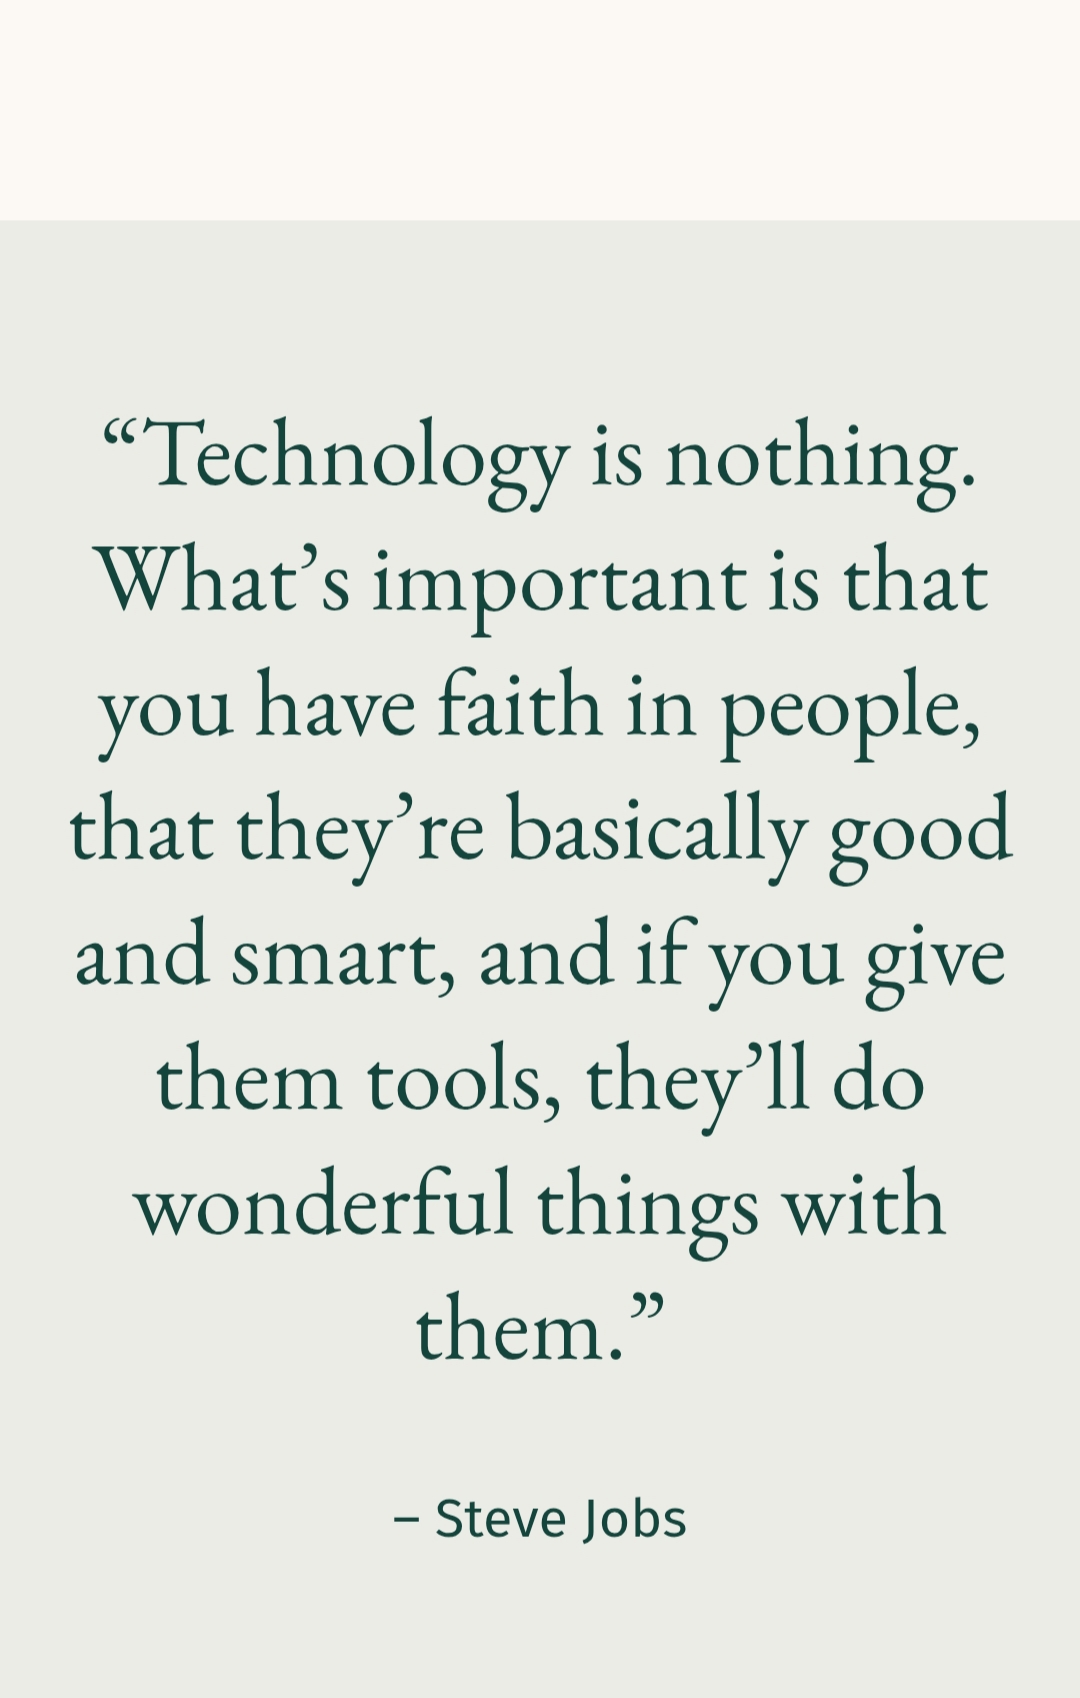 “Technology is nothing.
What’s important is that
you have faith in people,
that they’re basically good
and smart, and if you give
them tools, they’ll do
wonderful things with
them.”
– Steve Jobs